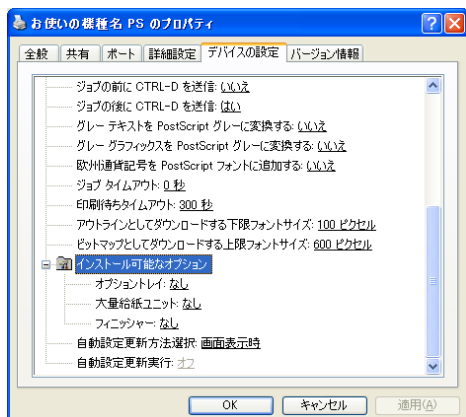 お使いの機種名 PS のプロパティ
全般 共有 ポート 詳細設定 デバイスの設定 バージョン情報
ジョブの前に CTRL-D を送信: いいえ
ジョブの後に CTRL-D を送信: はい
グレー テキストを PostScript グレーに変換する: いいえ
グレー グラフィックスを PostScript グレーに変換する: いいえ
欧州通貨記号を PostScript フォントに追加する: いいえ
ジョブ タイムアウト: 0 秒
印刷待ちタイムアウト: 300 秒
アウトラインとしてダウンロードする下限フォントサイズ: 100 ピクセル
ビットマップとしてダウンロードする上限フォントサイズ: 600 ピクセル
インストール可能なオプション
オプショントレイ: なし
大量給紙ユニット: なし
フィニッシャー: なし
自動設定更新方法選択: 画面表示時
自動設定更新実行: オフ
OK キャンセル 適用(A)